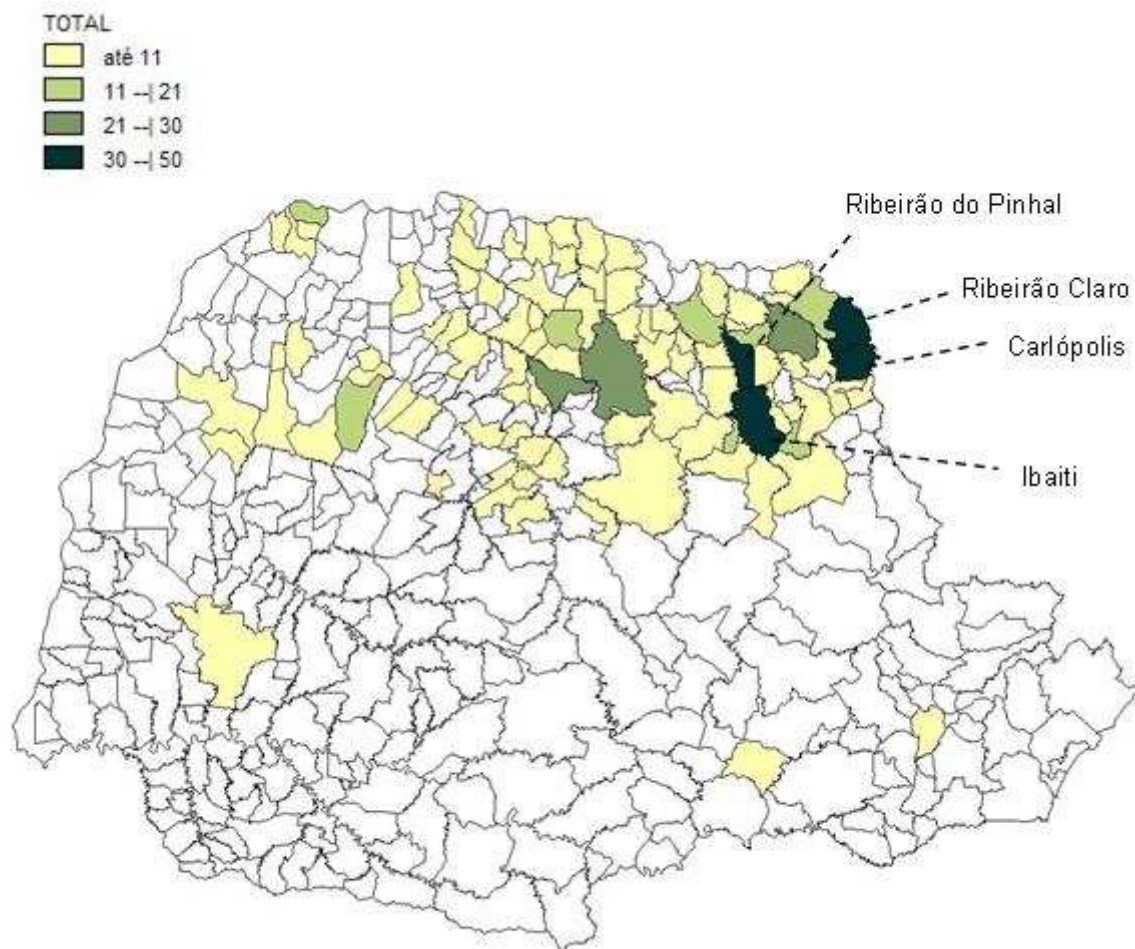 TOTAL
até 11
11 --| 21
21 --| 30
30 --| 50
Ribeirão do Pinhal
Ribeirão Claro
Carlópolis
Ibaiti